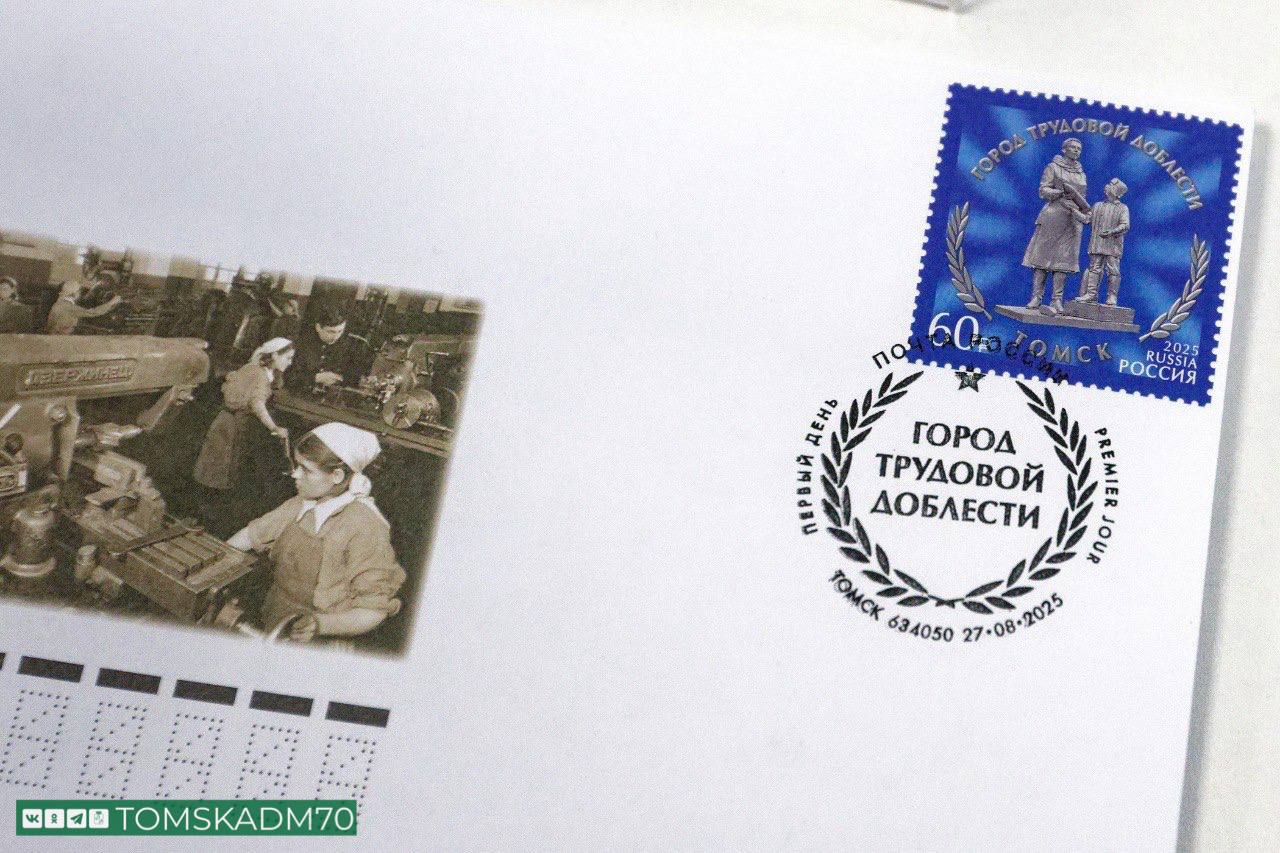 ГОРОД ТРУДОВОЙ ДОБЛЕСТИ
60₽
ТОМСК
2025
RUSSIA
РОССИЯ
ПОЧТА РОССИИ
ПЕРВЫЙ ДЕНЬ
PREMIER JOUR
ГОРОД
ТРУДОВОЙ
ДОБЛЕСТИ
ТОМСК 634050 27•08•2025
ДЗЕРЖИНЕЦ
TOMSKADM70